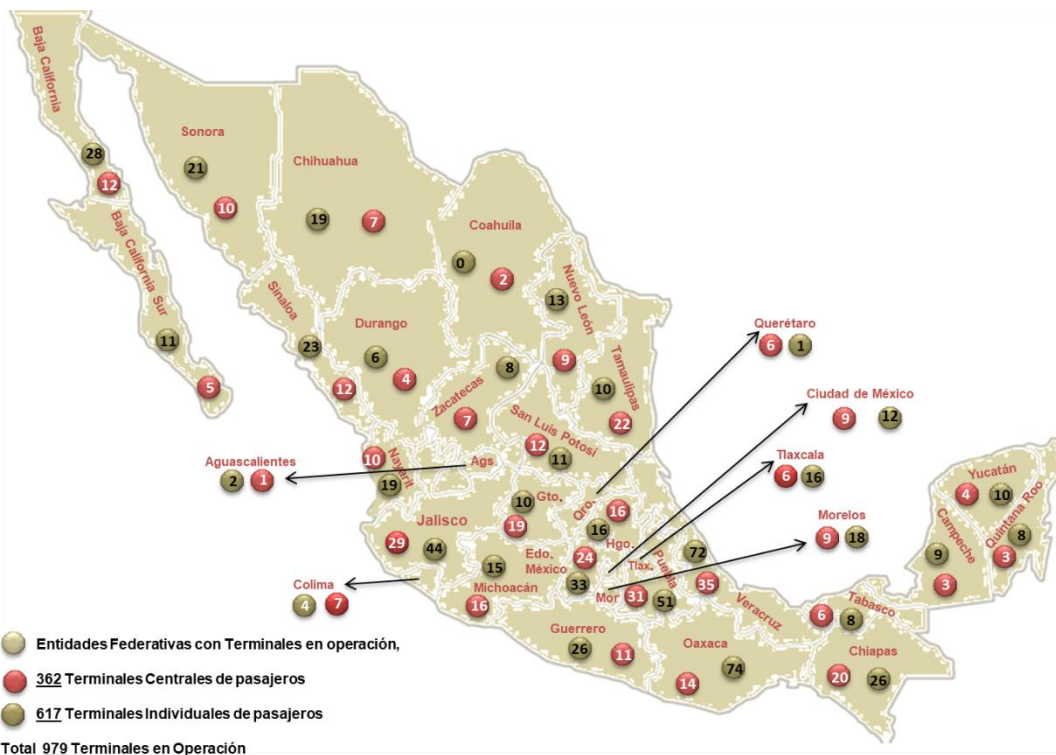 Baja California
28
12
Sonora
21
10
Chihuahua
19
7
Coahuila
0
2
Nuevo León
13
9
Baja California Sur
11
5
Sinaloa
23
12
Durango
6
4
Zacatecas
8
7
Tamaulipas
10
22
San Luis Potosí
12
11
Querétaro
6 1
Ciudad de México
9 12
Tlaxcala
6 16
Morelos
9 18
Aguascalientes
2 1
Ags.
Nayarit
10
19
Jalisco
29
44
Gto.
10
19
Qro.
16
16
Hgo.
Edo.
México
24
33
Tlax.
Mor
Puebla
31
51
72
35
Veracruz
Colima
4 7
Michoacán
15
16
Guerrero
26
11
Oaxaca
14
74
Tabasco
6
8
Chiapas
20
26
Yucatán
4 10
Campeche
9
3
Quintana Roo
8
3
Entidades Federativas con Terminales en operación,
362 Terminales Centrales de pasajeros
617 Terminales Individuales de pasajeros
Total 979 Terminales en Operación